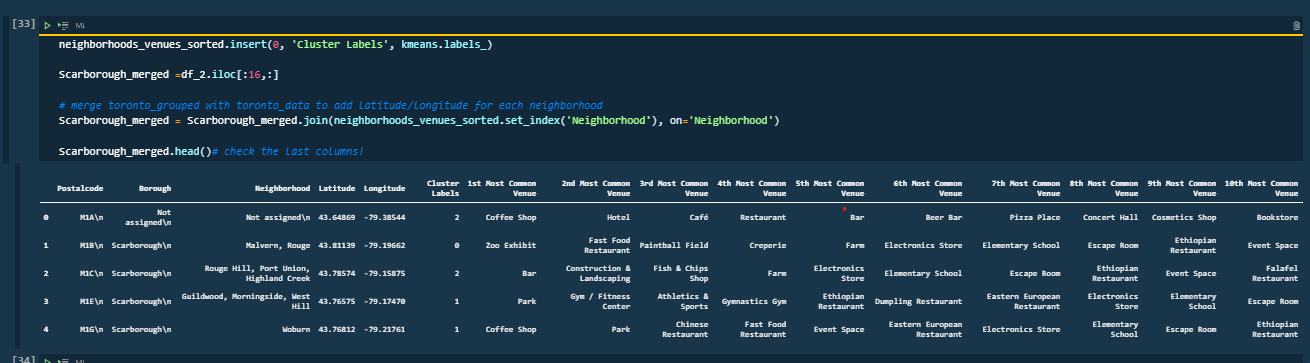 [33]
M↓
neighborhoods_venues_sorted.insert(0, 'Cluster Labels', kmeans.labels_)
Scarborough_merged =df_2.iloc[:16,:]
# merge toronto_grouped with toronto_data to add latitude/longitude for each neighborhood
Scarborough_merged = Scarborough_merged.join(neighborhoods_venues_sorted.set_index('Neighborhood'), on='Neighborhood')
Scarborough_merged.head()# check the last columns!
Postalcode Borough Neighborhood Latitude Longitude Cluster Labels 1st Most Common Venue 2nd Most Common Venue 3rd Most Common Venue 4th Most Common Venue 5th Most Common Venue 6th Most Common Venue 7th Most Common Venue 8th Most Common Venue 9th Most Common Venue 10th Most Common Venue
0 M1A\n Not assigned\n Not assigned\n 43.64869 -79.38544 2 Coffee Shop Hotel Café Restaurant Bar Beer Bar Pizza Place Concert Hall Cosmetics Shop Bookstore
1 M1B\n Scarborough\n Malvern, Rouge 43.81139 -79.19662 0 Zoo Exhibit Fast Food Restaurant Paintball Field Creperie Farm Electronics Store Elementary School Escape Room Ethiopian Restaurant Event Space
2 M1C\n Scarborough\n Rouge Hill, Port Union, Highland Creek 43.78574 -79.15875 2 Bar Construction & Landscaping Fish & Chips Shop Farm Electronics Store Elementary School Escape Room Ethiopian Restaurant Event Space Falafel Restaurant
3 M1E\n Scarborough\n Guildwood, Morningside, West Hill 43.76575 -79.17470 1 Park Gym / Fitness Center Athletics & Sports Gymnastics Gym Ethiopian Restaurant Dumpling Restaurant Eastern European Restaurant Electronics Store Elementary School Escape Room
4 M1G\n Scarborough\n Woburn 43.76812 -79.21761 1 Coffee Shop Park Chinese Restaurant Fast Food Restaurant Event Space Eastern European Restaurant Electronics Store Elementary School Escape Room Ethiopian Restaurant
[34]
M↓